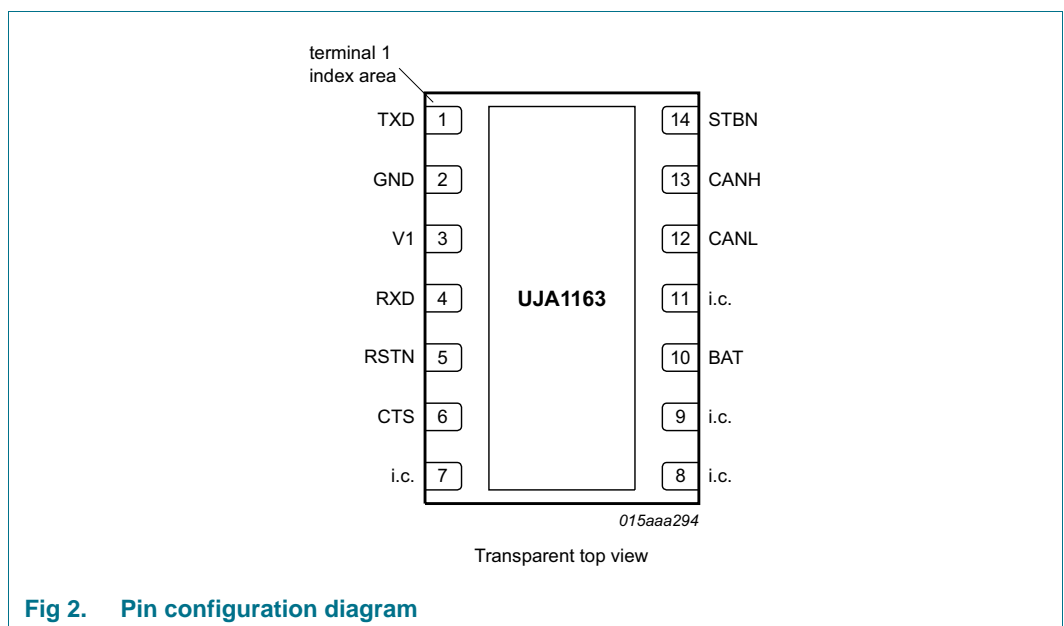 terminal 1
index area
TXD 1
GND 2
V1 3
RXD 4
RSTN 5
CTS 6
i.c. 7
UJA1163
14 STBN
13 CANH
12 CANL
11 i.c.
10 BAT
9 i.c.
8 i.c.
015aaa294
Transparent top view
Fig 2. Pin configuration diagram